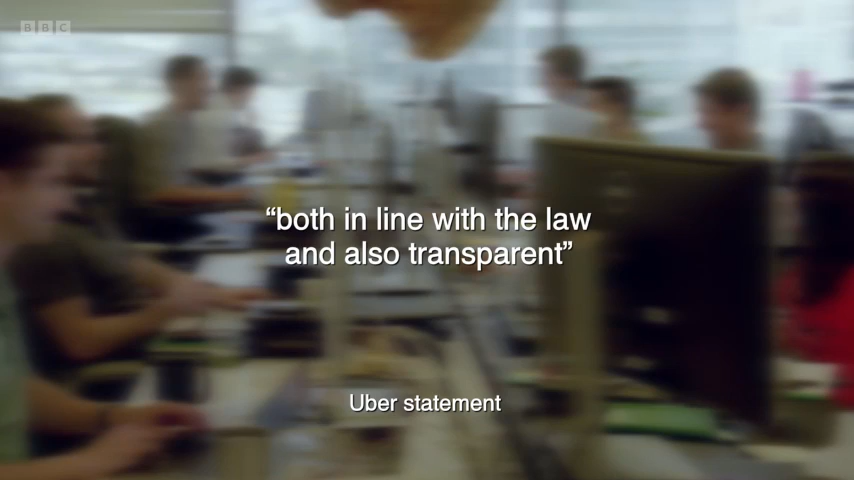 BBC
“both in line with the law
and also transparent”
Uber statement